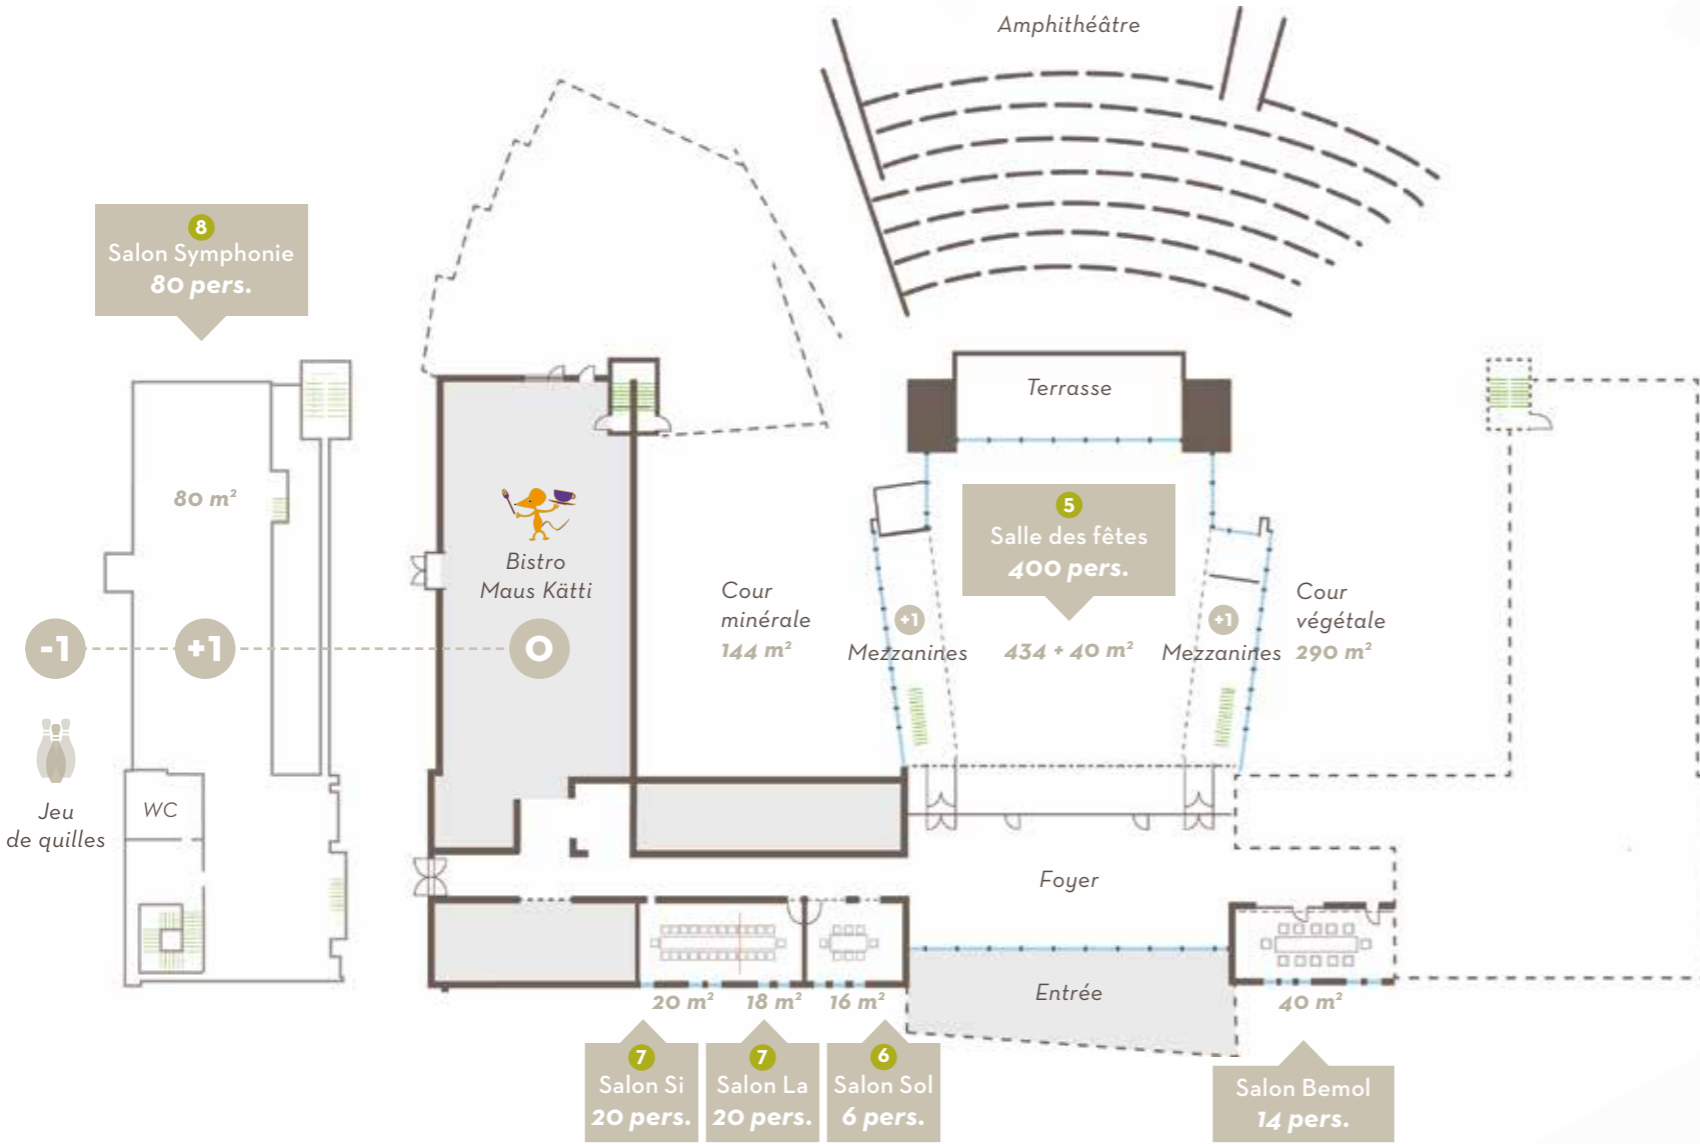 Amphithéâtre
8
Salon Symphonie
80 pers.
Terrasse
80 m²
5
Salle des fêtes
400 pers.
Bistro
Maus Kätti
Cour
minérale
144 m²
Cour
végétale
290 m²
+1
Mezzanines
434 + 40 m²
+1
Mezzanines
-1
+1
0
Jeu
de quilles
WC
Foyer
Entrée
20 m²
18 m²
16 m²
40 m²
7
Salon Si
20 pers.
7
Salon La
20 pers.
6
Salon Sol
6 pers.
Salon Bemol
14 pers.